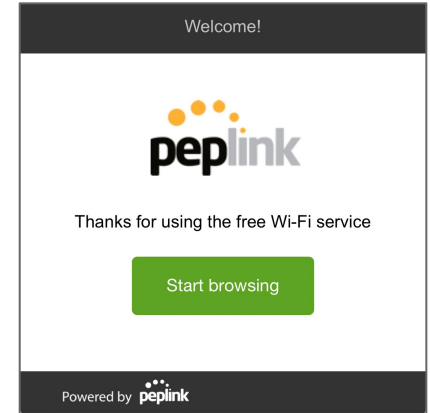 Welcome!
peplink
Thanks for using the free Wi-Fi service
Start browsing
Powered by peplink